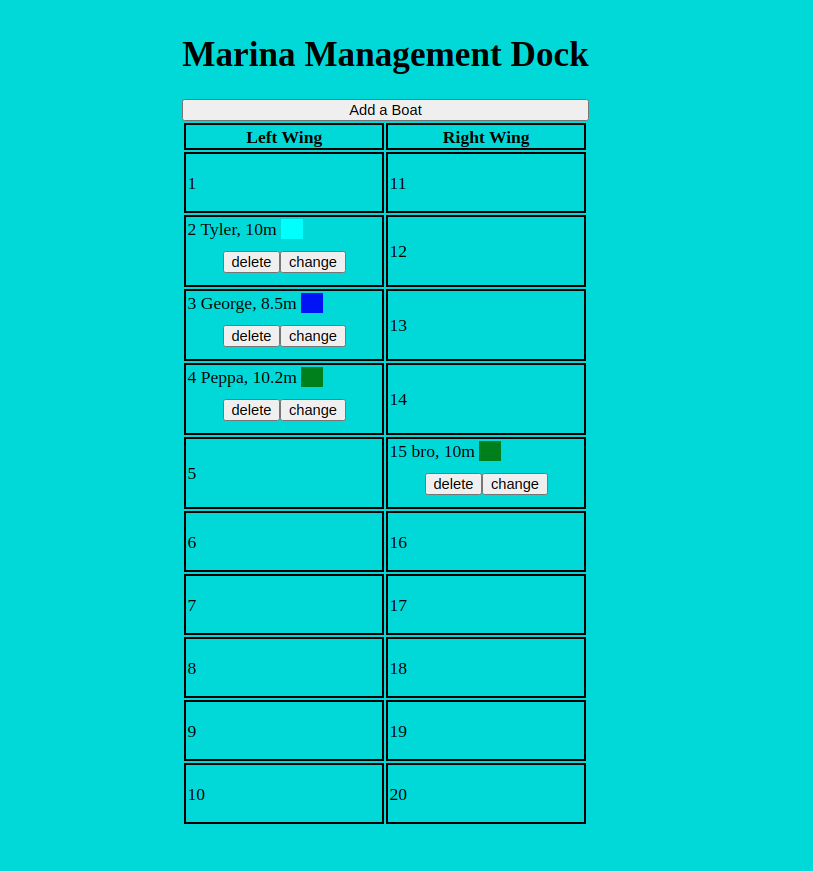 Marina Management Dock
Add a Boat
Left Wing Right Wing
1 11
2 Tyler, 10m
delete change
12
3 George, 8.5m
delete change
13
4 Peppa, 10.2m
delete change
14
5
15 bro, 10m
delete change
6 16
7 17
8 18
9 19
10 20